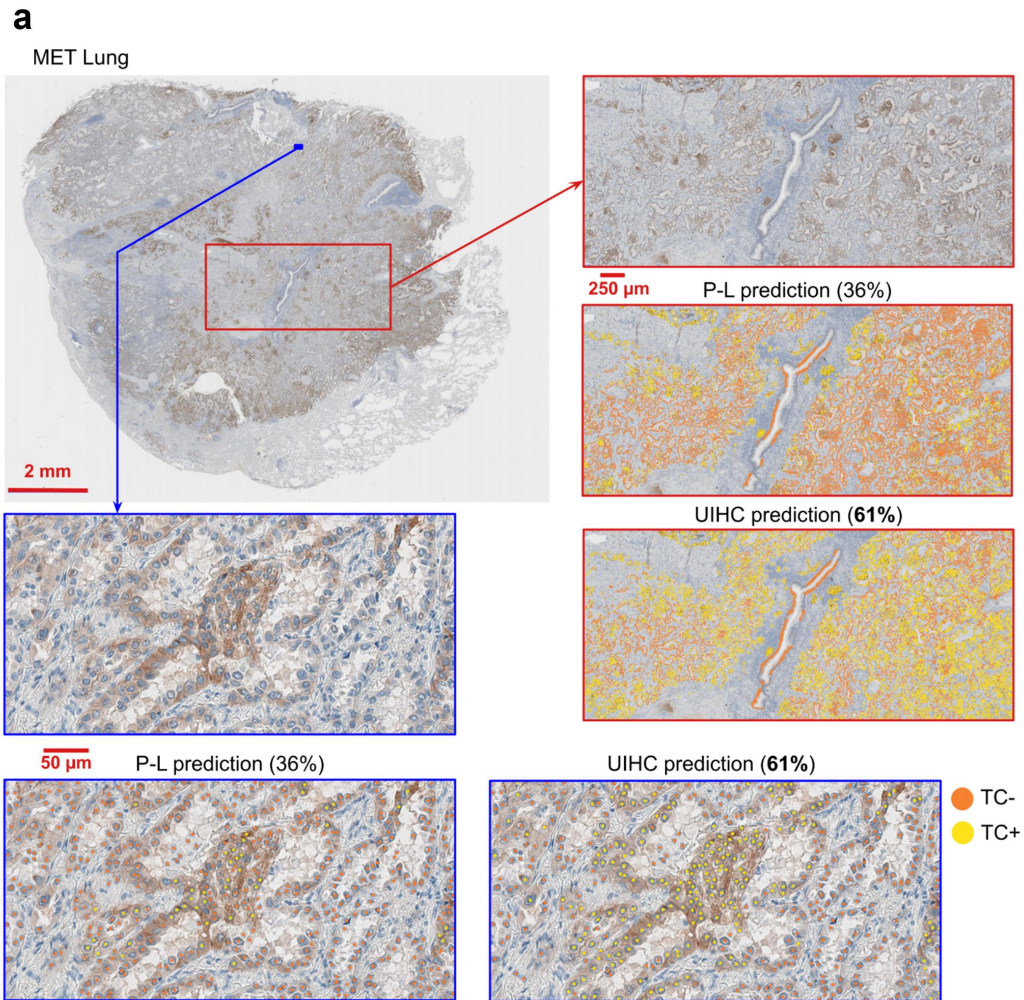 a
MET Lung
2 mm
250 µm
P-L prediction (36%)
UIHC prediction (61%)
50 µm
P-L prediction (36%)
UIHC prediction (61%)
TC-
TC+